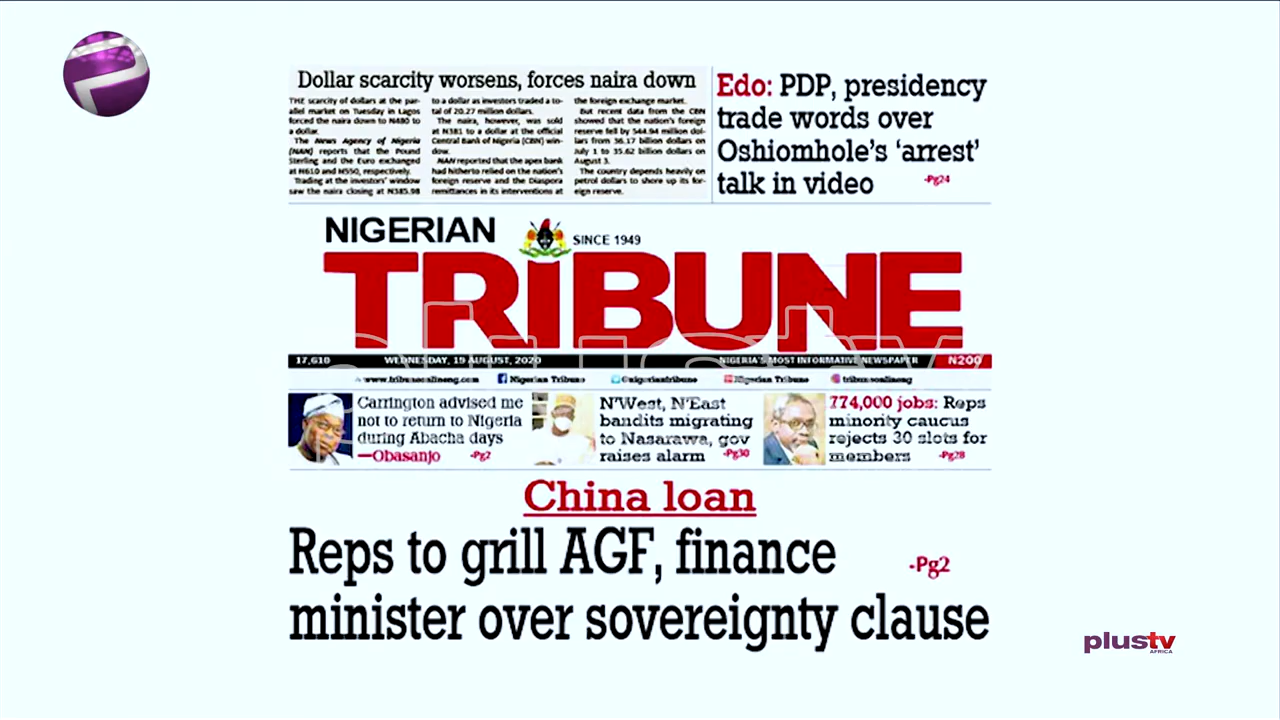 Dollar scarcity worsens, forces naira down
THE scarcity of dollars at the par-
allel market on Tuesday in Lagos
forced the naira down to N480 to
a dollar.
The News Agency of Nigeria
(NAN) reports that the Pound
Sterling and the Euro exchanged
at N610 and N550, respectively.
Trading at the investors' window
saw the naira closing at N385.98
to a dollar as investors traded a to-
tal of 20.27 million dollars.
The naira, however, was sold
at N381 to a dollar at the official
Central Bank of Nigeria (CBN) win-
dow.
NAN reported that the apex bank
had hitherto relied on the nation's
foreign reserve and the Diaspora
remittances in its interventions at
the foreign exchange market.
But recent data from the CBN
showed that the nation's foreign
reserve fell by 544.94 million dol-
lars from 36.17 billion dollars on
July 1 to 35.62 billion dollars on
August 3.
The country depends heavily on
petrol dollars to shore up its for-
eign reserve.
Edo: PDP, presidency
trade words over
Oshiomhole's 'arrest'
talk in video -Pg24
NIGERIAN
SINCE 1949
TRIBUNE
17,610 WEDNESDAY, 19 AUGUST, 2020 NIGERIA'S MOST INFORMATIVE NEWSPAPER N200
www.tribuneonlineng.com Nigerian Tribune @nigeriantribune Nigerian Tribune tribuneonlineng
Carrington advised me
not to return to Nigeria
during Abacha days
—Obasanjo -Pg2
N'West, N'East
bandits migrating
to Nasarawa, gov
raises alarm -Pg30
774,000 jobs: Reps
minority caucus
rejects 30 slots for
members -Pg28
China loan
Reps to grill AGF, finance -Pg2
minister over sovereignty clause
plustv
AFRICA